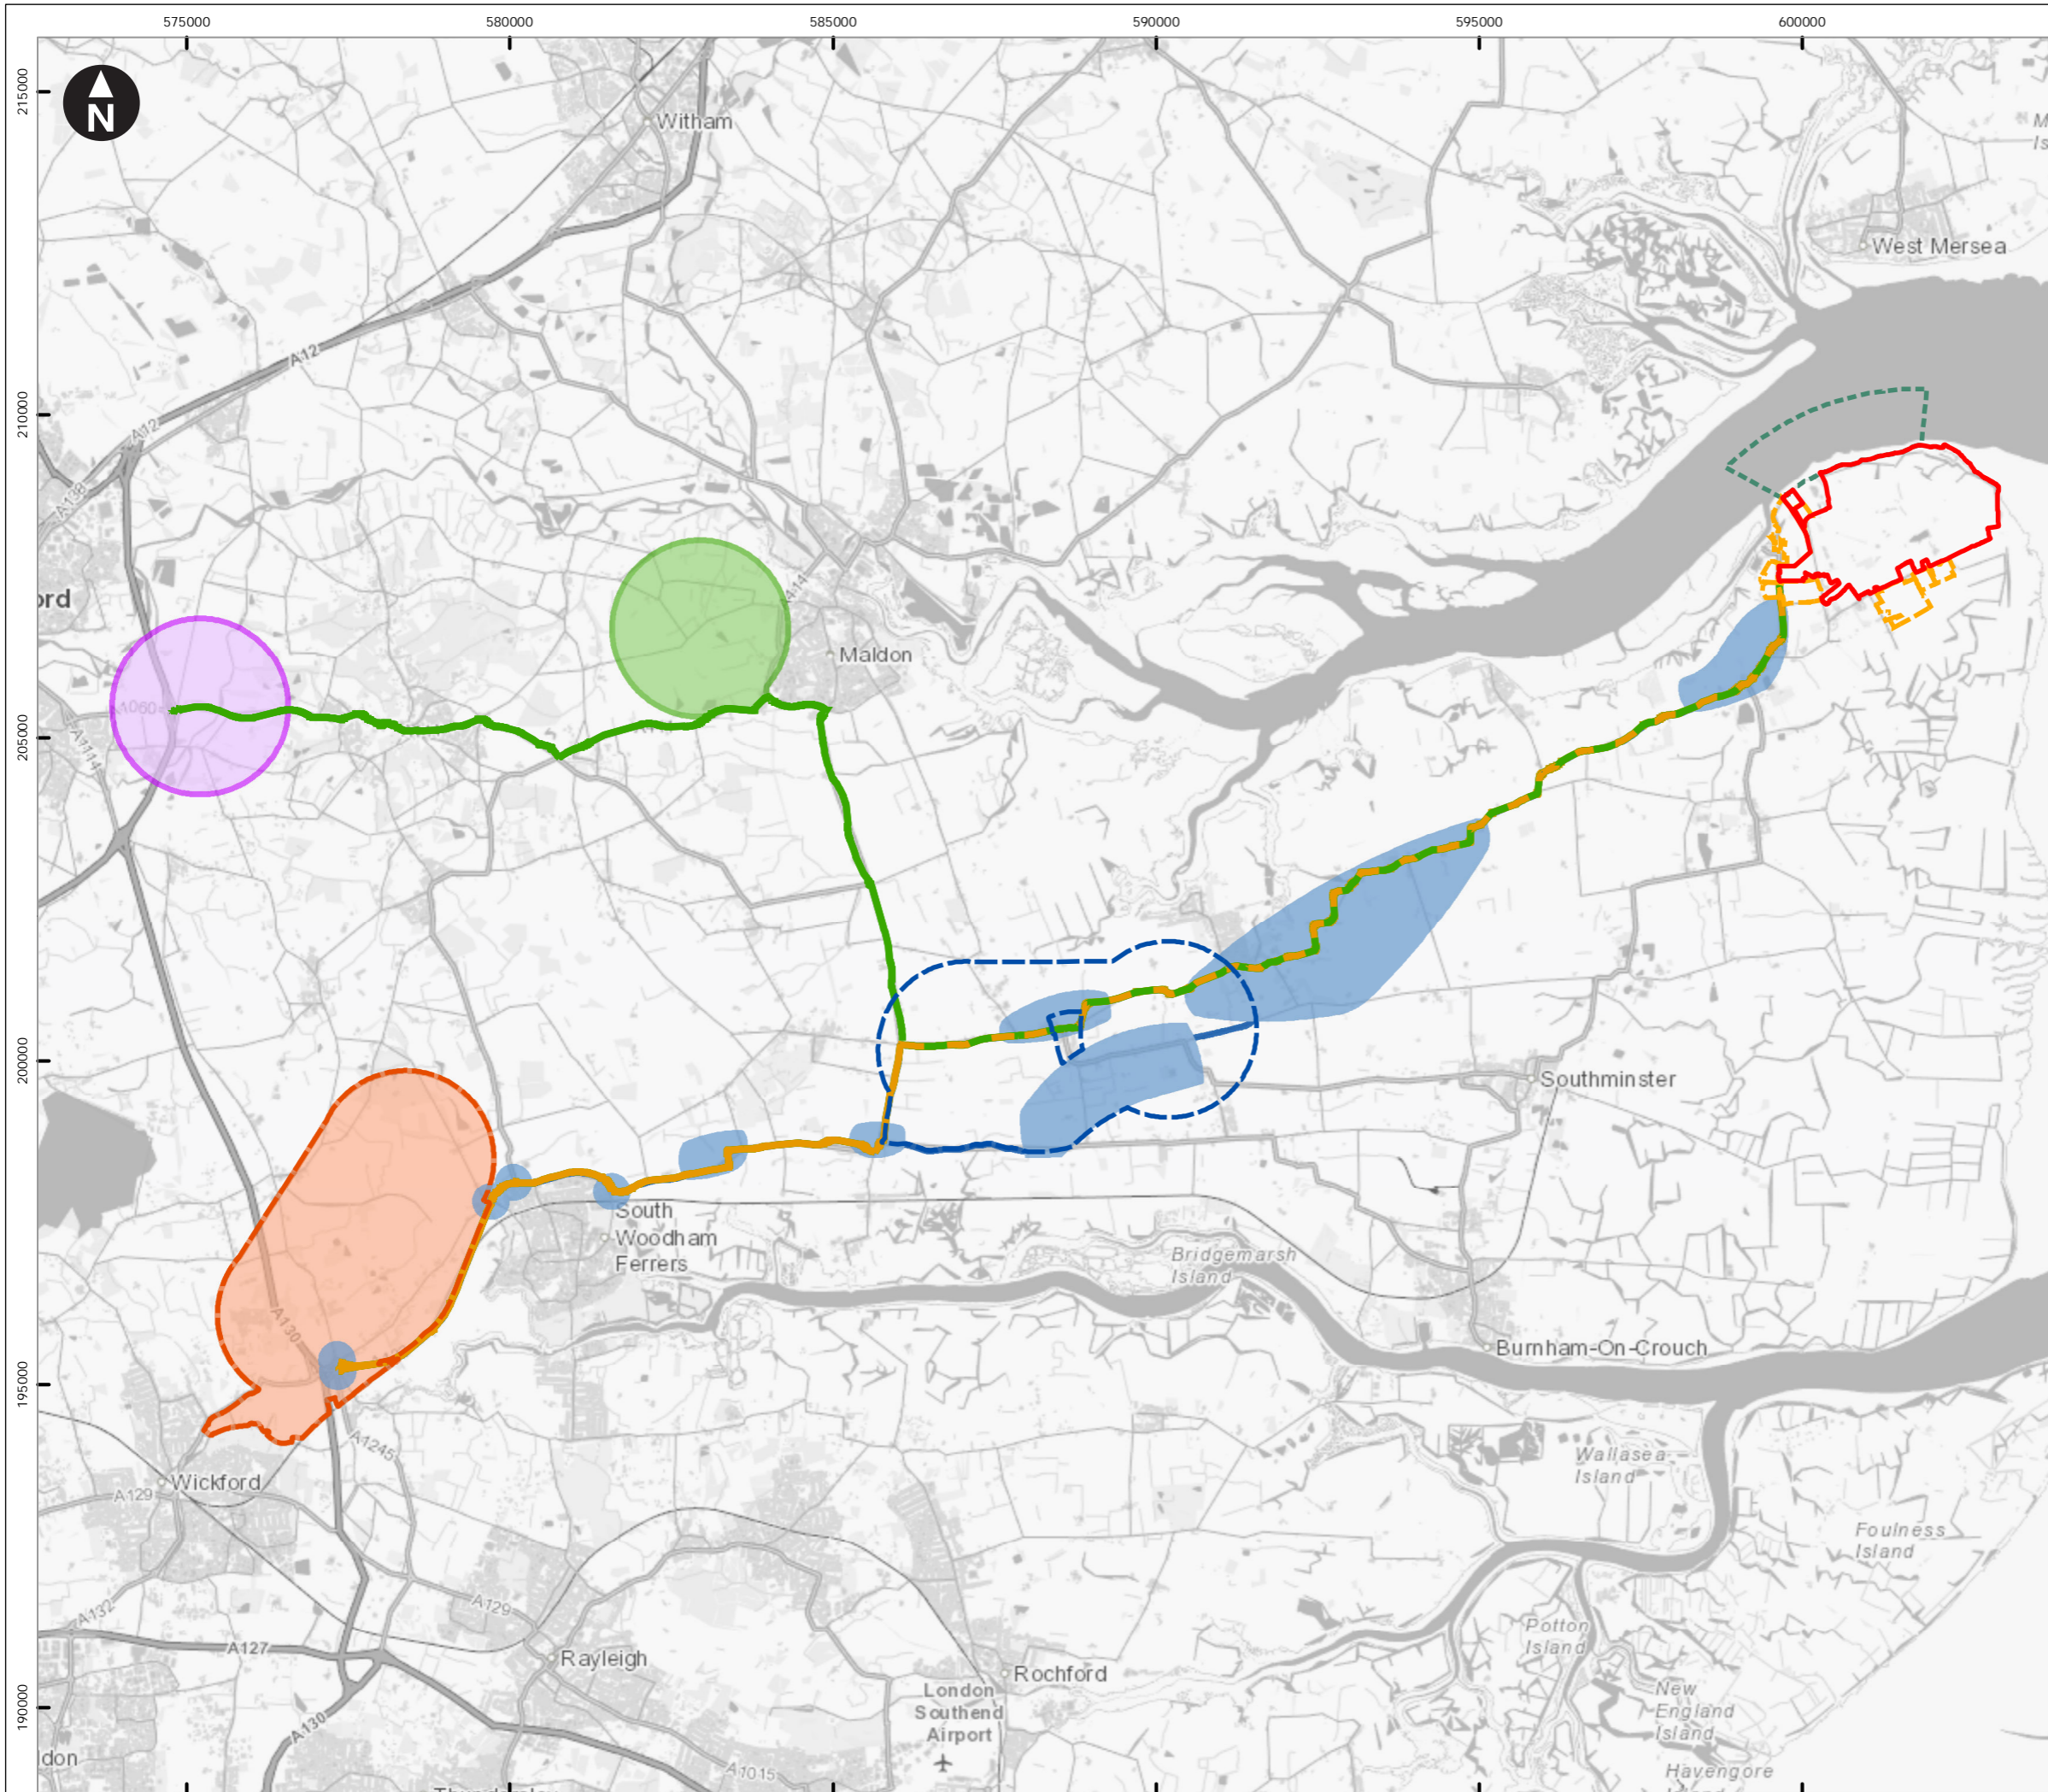 575000
580000
585000
590000
595000
600000
215000
N
Witham
West Mersea
A12
210000
A12
A138
A414
ord
Maldon
205000
A1114
200000
Southminster
South
Woodham
Ferrers
Bridgemarsh
Island
A130
Burnham-On-Crouch
195000
A1245
Wallasea
Island
Wickford
A129
Foulness
Island
A129
A132
Potton
Island
A127
Rayleigh
Rochford
London
Southend
Airport
New
England
Island
190000
A130
don
A1015
Havengore